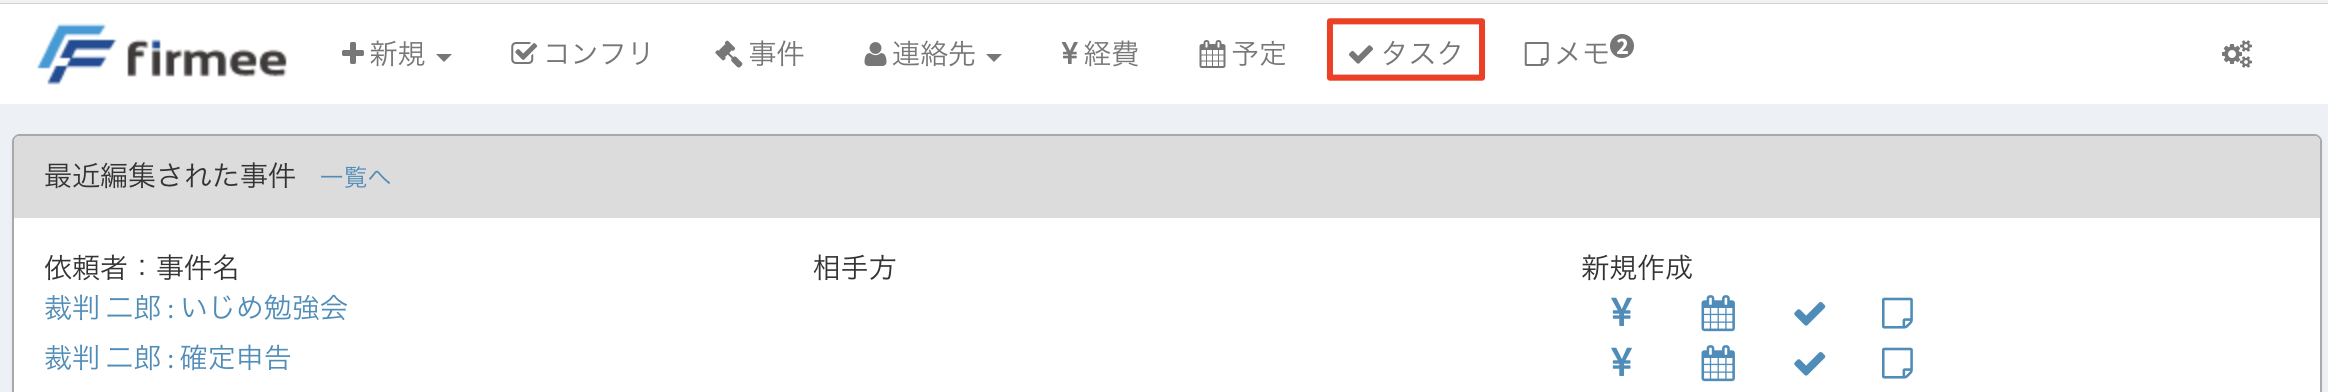 firmee 新規 コンフリ 事件 連絡先 ¥経費 予定 タスク メモ2
最近編集された事件 一覧へ
依頼者：事件名 相手方 新規作成
裁判 二郎 : いじめ勉強会 ¥
裁判 二郎 : 確定申告 ¥